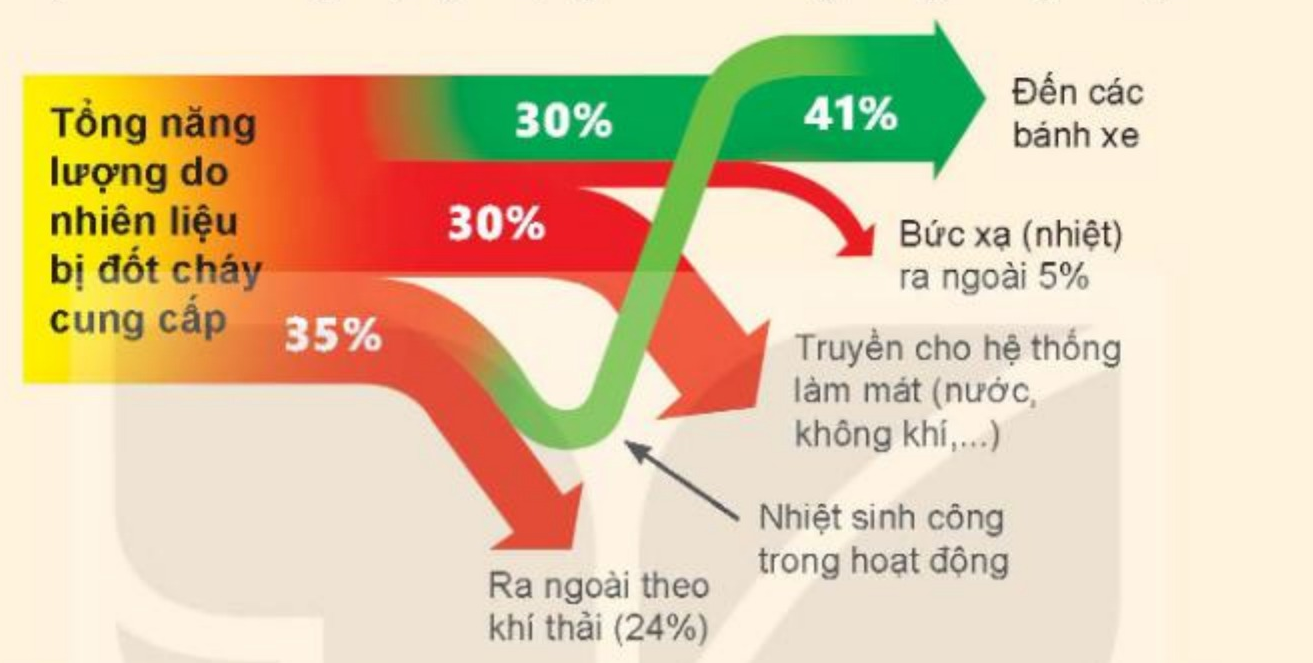 Tổng năng
lượng do
nhiên liệu
bị đốt cháy
cung cấp
30%
41%
Đến các
bánh xe
30%
Bức xạ (nhiệt)
ra ngoài 5%
35%
Truyền cho hệ thống
làm mát (nước,
không khí,...)
Nhiệt sinh công
trong hoạt động
Ra ngoài theo
khí thải (24%)